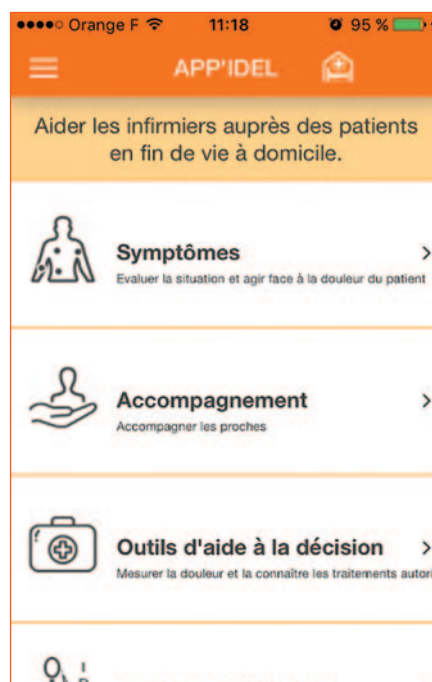 Orange F 11:18 95 %
APP'IDEL
Aider les infirmiers auprès des patients
en fin de vie à domicile.
Symptômes
Evaluer la situation et agir face à la douleur du patient
Accompagnement
Accompagner les proches
Outils d'aide à la décision
Mesurer la douleur et la connaître les traitements autori